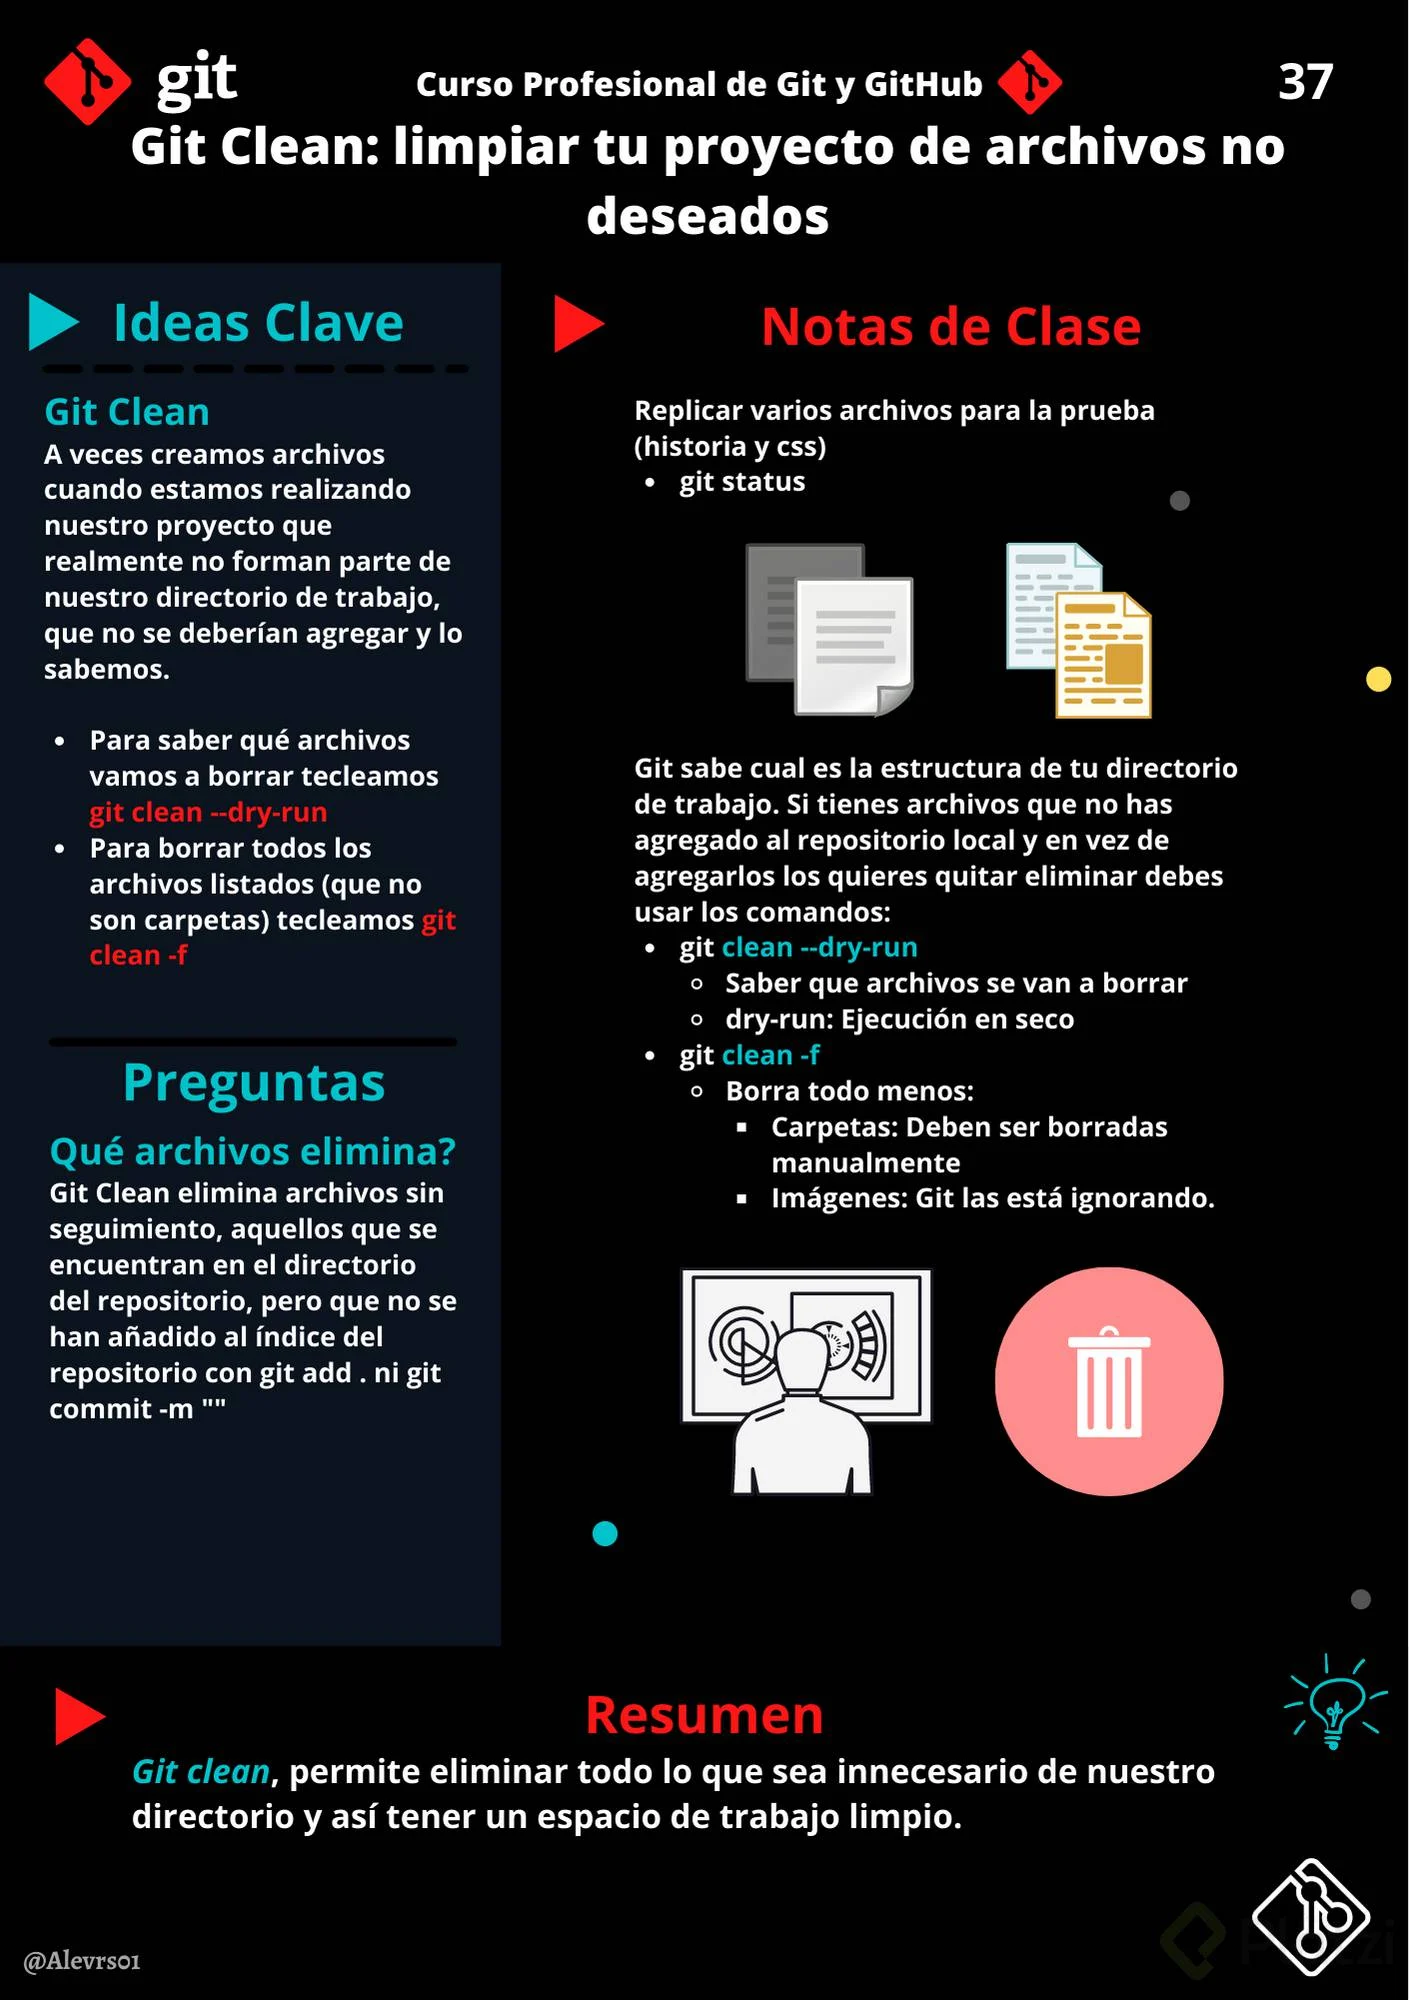 git
Curso Profesional de Git y GitHub
37
Git Clean: limpiar tu proyecto de archivos no
deseados
Ideas Clave
Git Clean
A veces creamos archivos
cuando estamos realizando
nuestro proyecto que
realmente no forman parte de
nuestro directorio de trabajo,
que no se deberían agregar y lo
sabemos.
• Para saber qué archivos
vamos a borrar tecleamos
git clean --dry-run
• Para borrar todos los
archivos listados (que no
son carpetas) tecleamos git
clean -f
Preguntas
Qué archivos elimina?
Git Clean elimina archivos sin
seguimiento, aquellos que se
encuentran en el directorio
del repositorio, pero que no se
han añadido al índice del
repositorio con git add . ni git
commit -m ""
Notas de Clase
Replicar varios archivos para la prueba
(historia y css)
• git status
Git sabe cual es la estructura de tu directorio
de trabajo. Si tienes archivos que no has
agregado al repositorio local y en vez de
agregarlos los quieres quitar eliminar debes
usar los comandos:
• git clean --dry-run
◦ Saber que archivos se van a borrar
◦ dry-run: Ejecución en seco
• git clean -f
◦ Borra todo menos:
▪ Carpetas: Deben ser borradas
manualmente
▪ Imágenes: Git las está ignorando.
Resumen
Git clean, permite eliminar todo lo que sea innecesario de nuestro
directorio y así tener un espacio de trabajo limpio.
@Alevrs01